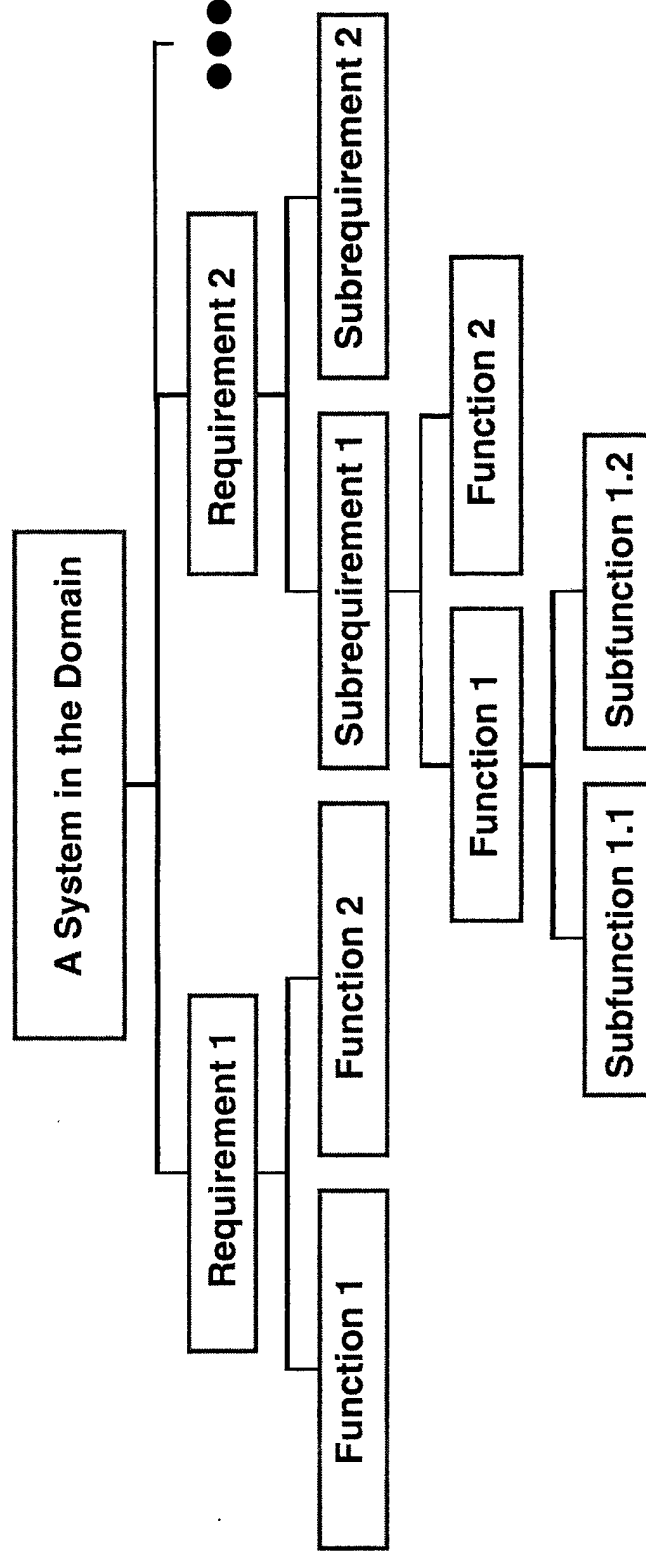 A System in the Domain
Requirement 1
Requirement 2
●●●
Function 1
Function 2
Subrequirement 1
Subrequirement 2
Function 1
Function 2
Subfunction 1.1
Subfunction 1.2